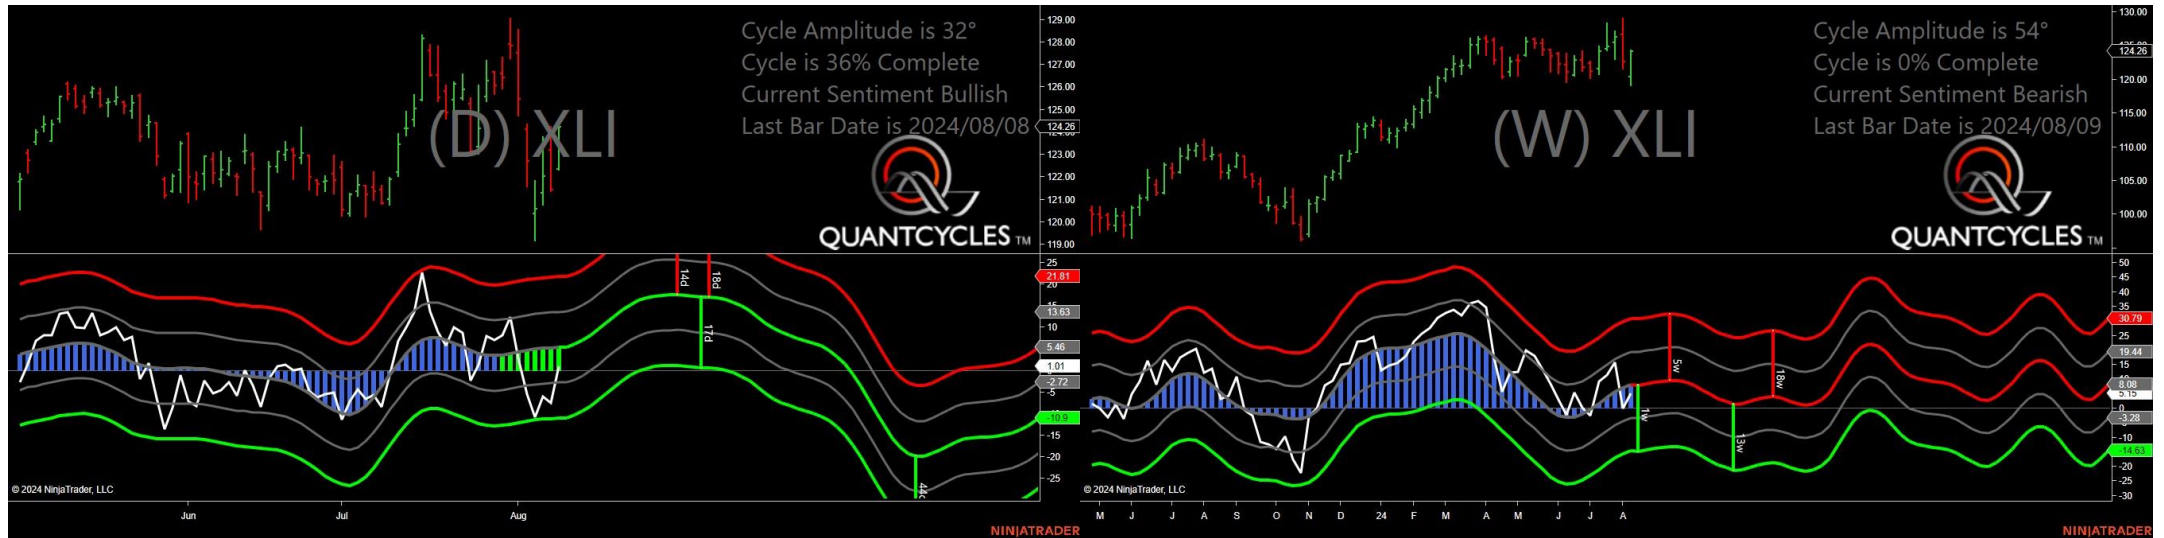 Cycle Amplitude is 32°
Cycle is 36% Complete
Current Sentiment Bullish
Last Bar Date is 2024/08/08
(D) XLI
QUANTCYCLES TM
129.00
128.00
127.00
126.00
125.00
124.26
123.00
122.00
121.00
120.00
119.00
25
21.81
20
13.63
10
5.46
1.01
-2.72
-5
-10.9
-15
-20
-25
14d
18d
17d
© 2024 NinjaTrader, LLC
Jun
Jul
Aug
NINJATRADER
Cycle Amplitude is 54°
Cycle is 0% Complete
Current Sentiment Bearish
Last Bar Date is 2024/08/09
(W) XLI
QUANTCYCLES TM
130.00
124.26
120.00
115.00
110.00
105.00
100.00
50
45
40
35
30.79
25
19.44
15
8.08
5.15
0
-3.28
-10
-14.63
-20
-25
-30
5w
18w
1w
13w
© 2024 NinjaTrader, LLC
M J J A S O N D 24 F M A M J J A
NINJATRADER